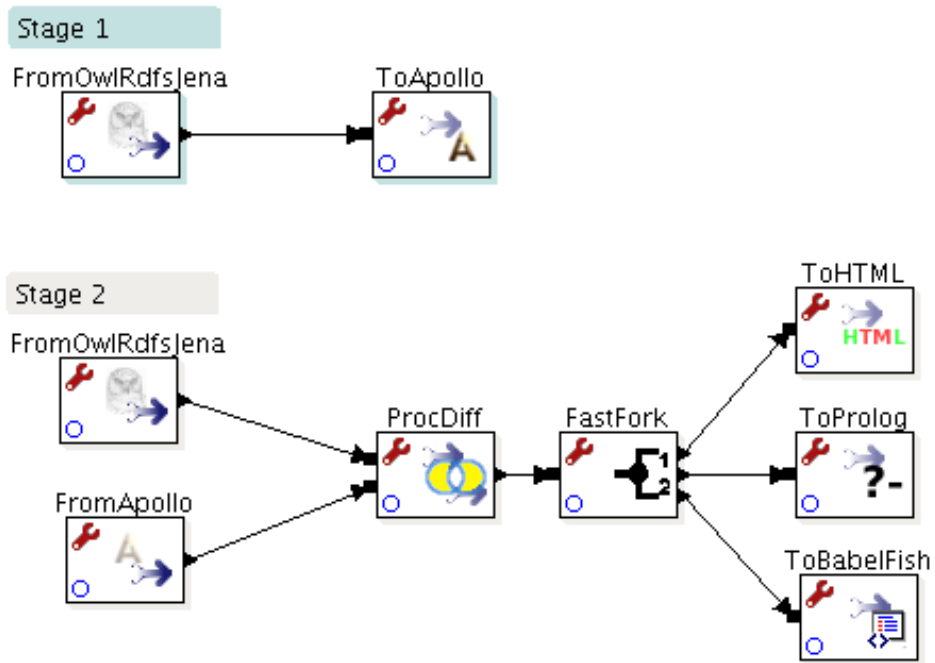 Stage 1
FromOwlRdfsJena
ToApollo
A
Stage 2
FromOwlRdfsJena
FromApollo
A
ProcDiff
FastFork
1
2
ToHTML
HTML
ToProlog
?-
ToBabelFish
<>